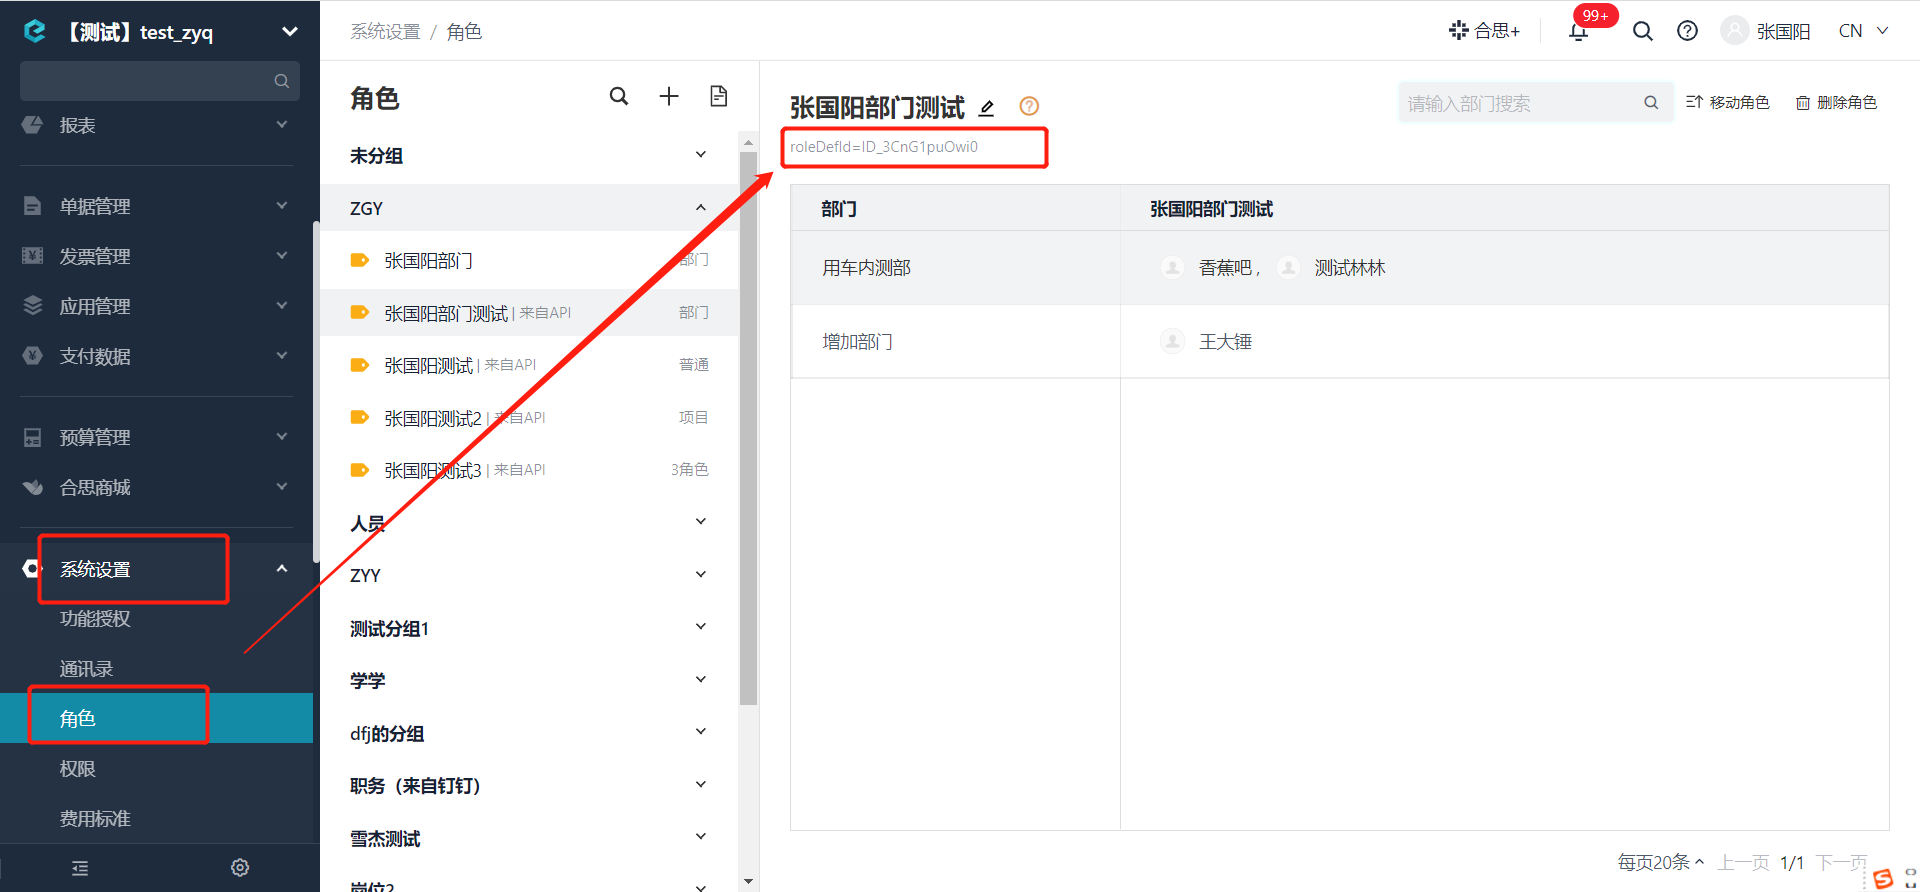 【测试】test_zyq
报表
单据管理
发票管理
应用管理
支付数据
预算管理
合思商城
系统设置
功能授权
通讯录
角色
权限
费用标准
系统设置 / 角色
合思+
99+
张国阳
CN
角色
未分组
ZGY
张国阳部门
部门
张国阳部门测试 | 来自API
部门
张国阳测试 | 来自API
普通
张国阳测试2 | 来自API
项目
张国阳测试3 | 来自API
3角色
人员
ZYY
测试分组1
学学
dfj的分组
职务（来自钉钉）
雪杰测试
岗位2
张国阳部门测试
roleDefId=ID_3CnG1puOwi0
请输入部门搜索
移动角色
删除角色
部门
张国阳部门测试
用车内测部
香蕉吧， 测试林林
增加部门
王大锤
每页20条 上一页 1/1 下一页